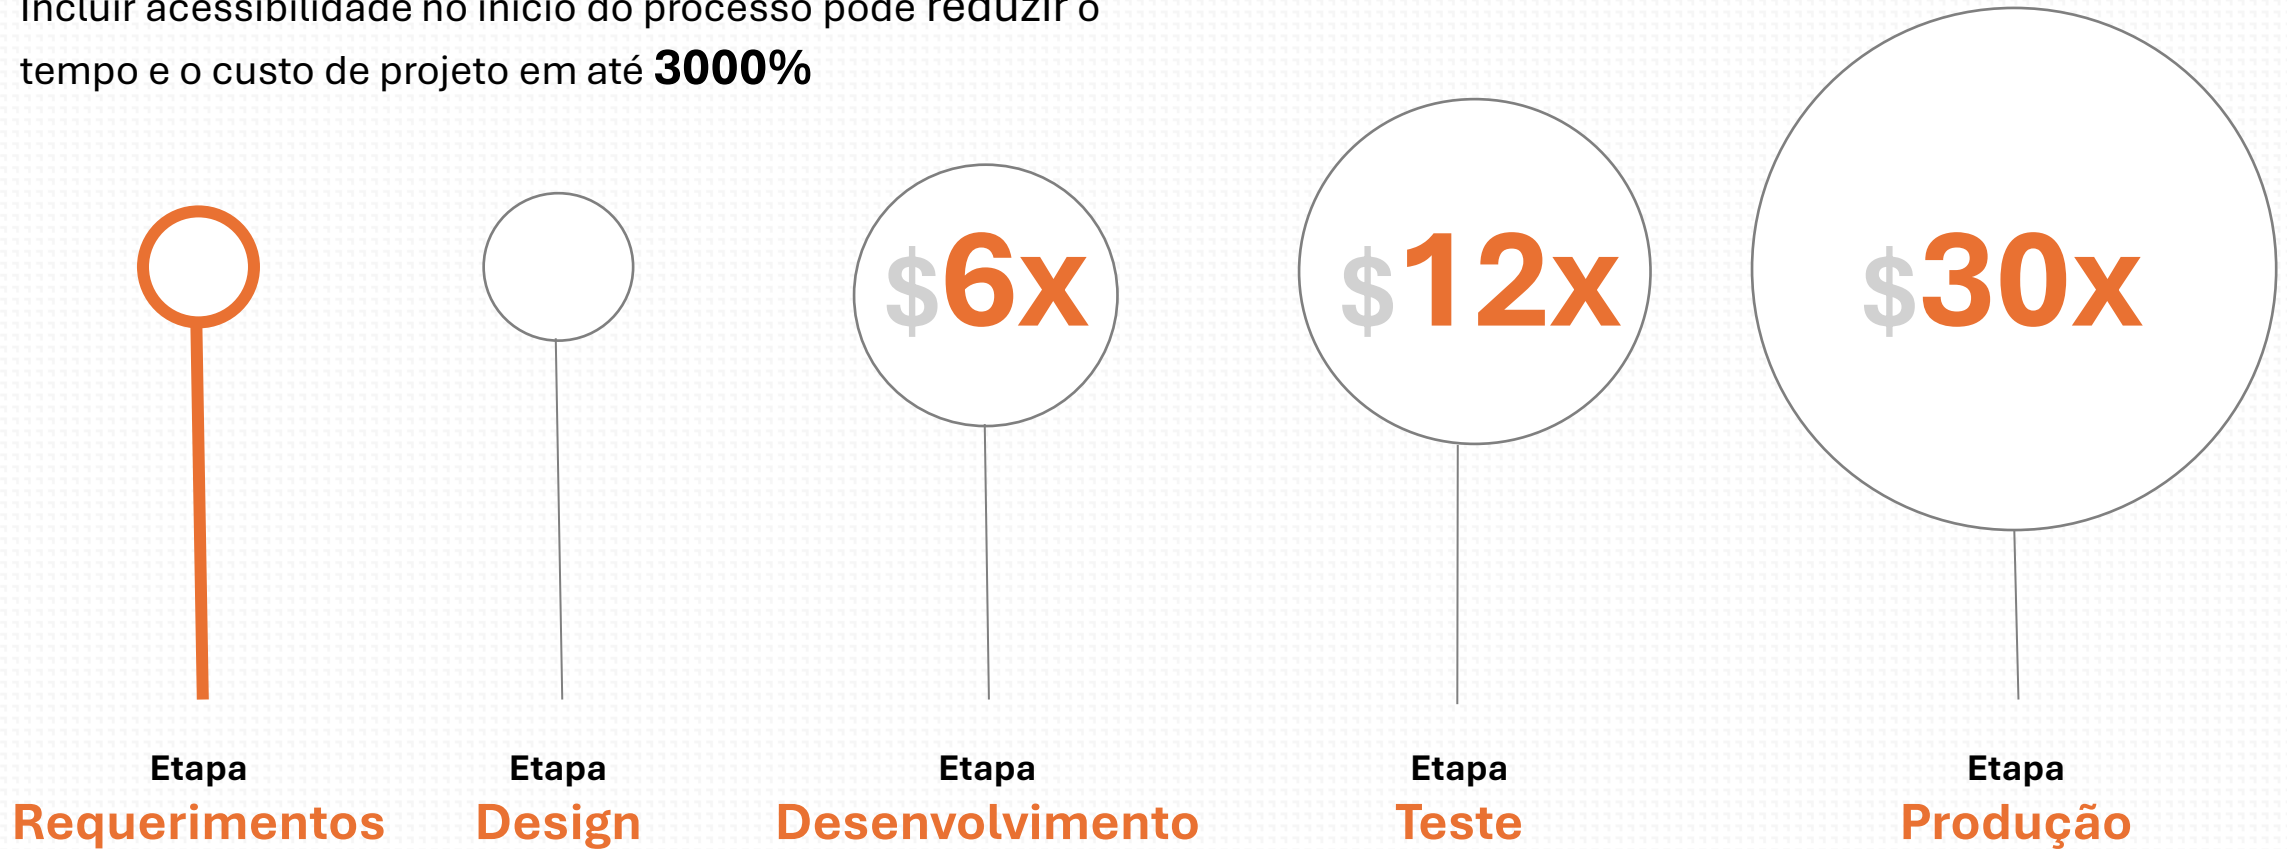 Incluir acessibilidade no início do processo pode reduzir o
tempo e o custo de projeto em até 3000%
$6x
$12x
$30x
Etapa
Requerimentos
Etapa
Design
Etapa
Desenvolvimento
Etapa
Teste
Etapa
Produção